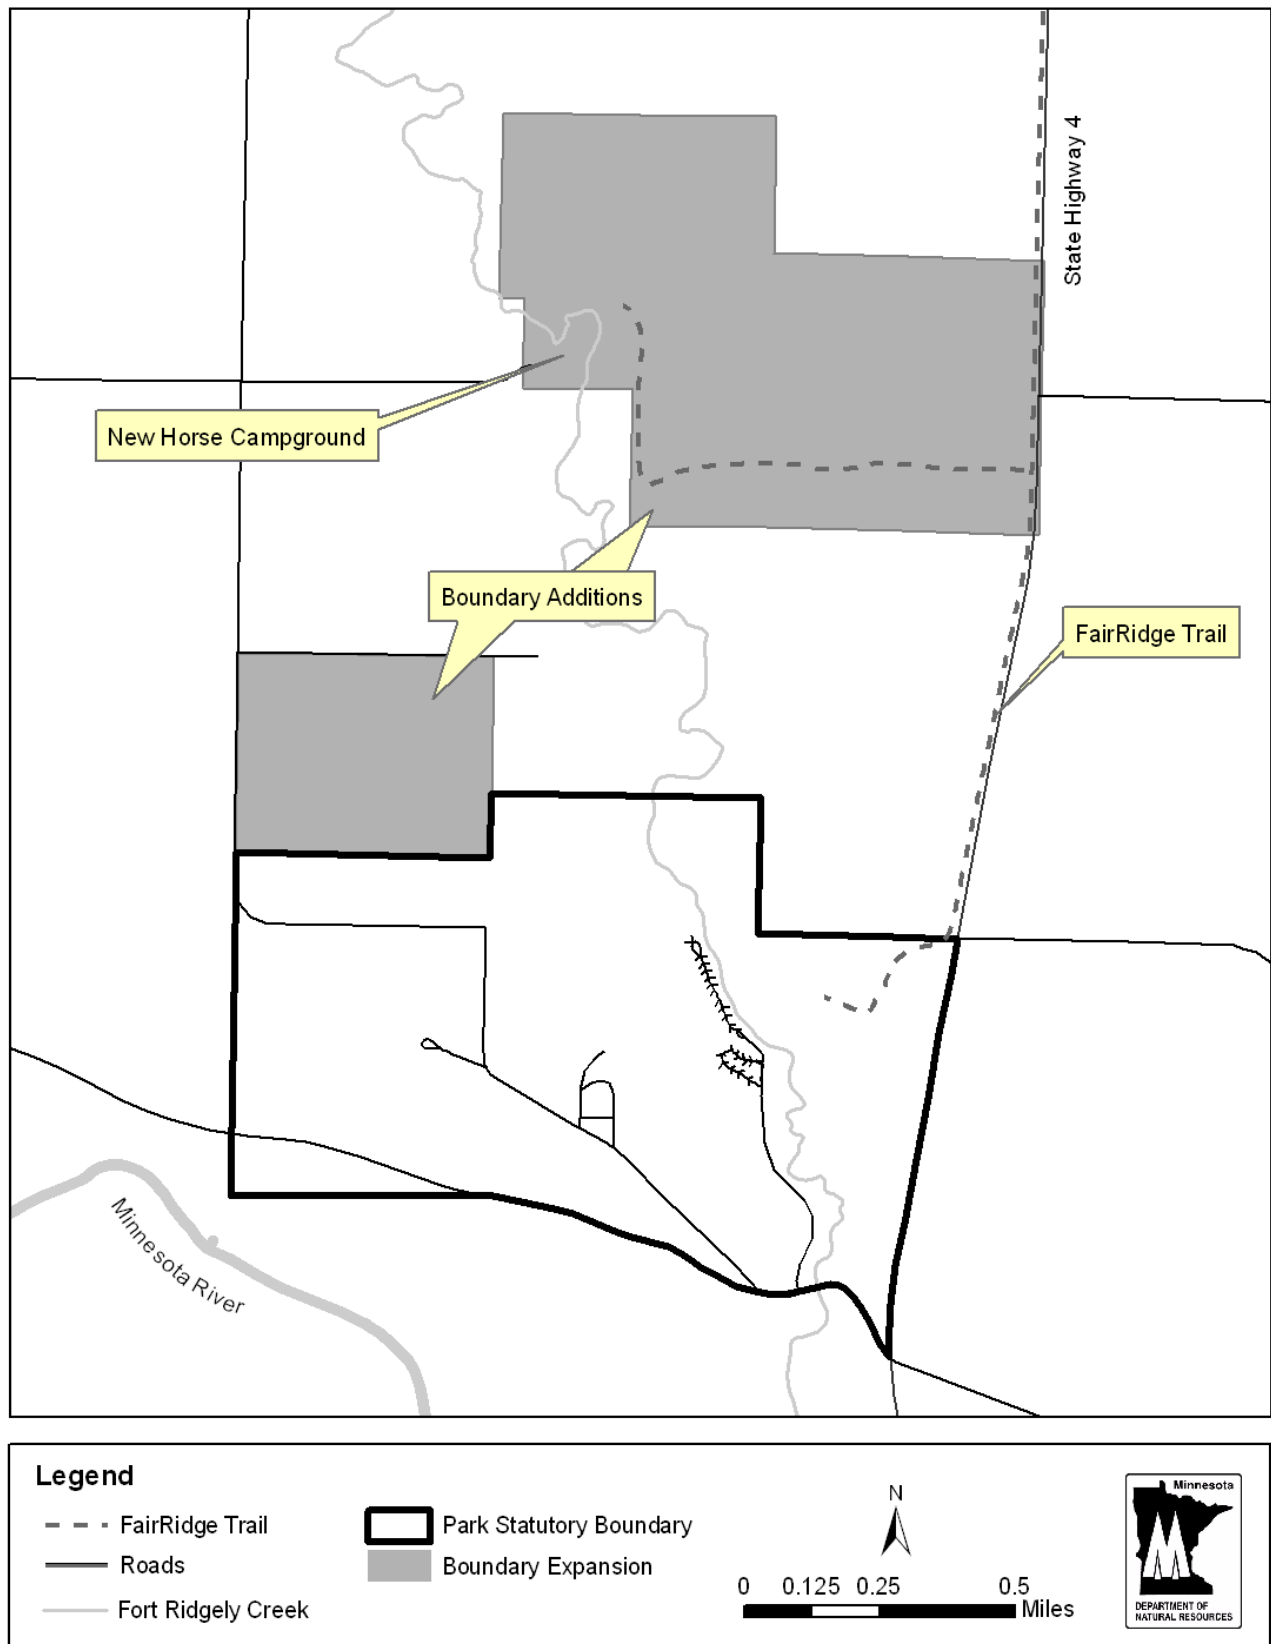 State Highway 4
New Horse Campground
Boundary Additions
FairRidge Trail
Minnesota River
Legend
FairRidge Trail
Roads
Fort Ridgely Creek
Park Statutory Boundary
Boundary Expansion
N
0 0.125 0.25 0.5
Miles
Minnesota
DEPARTMENT OF
NATURAL RESOURCES